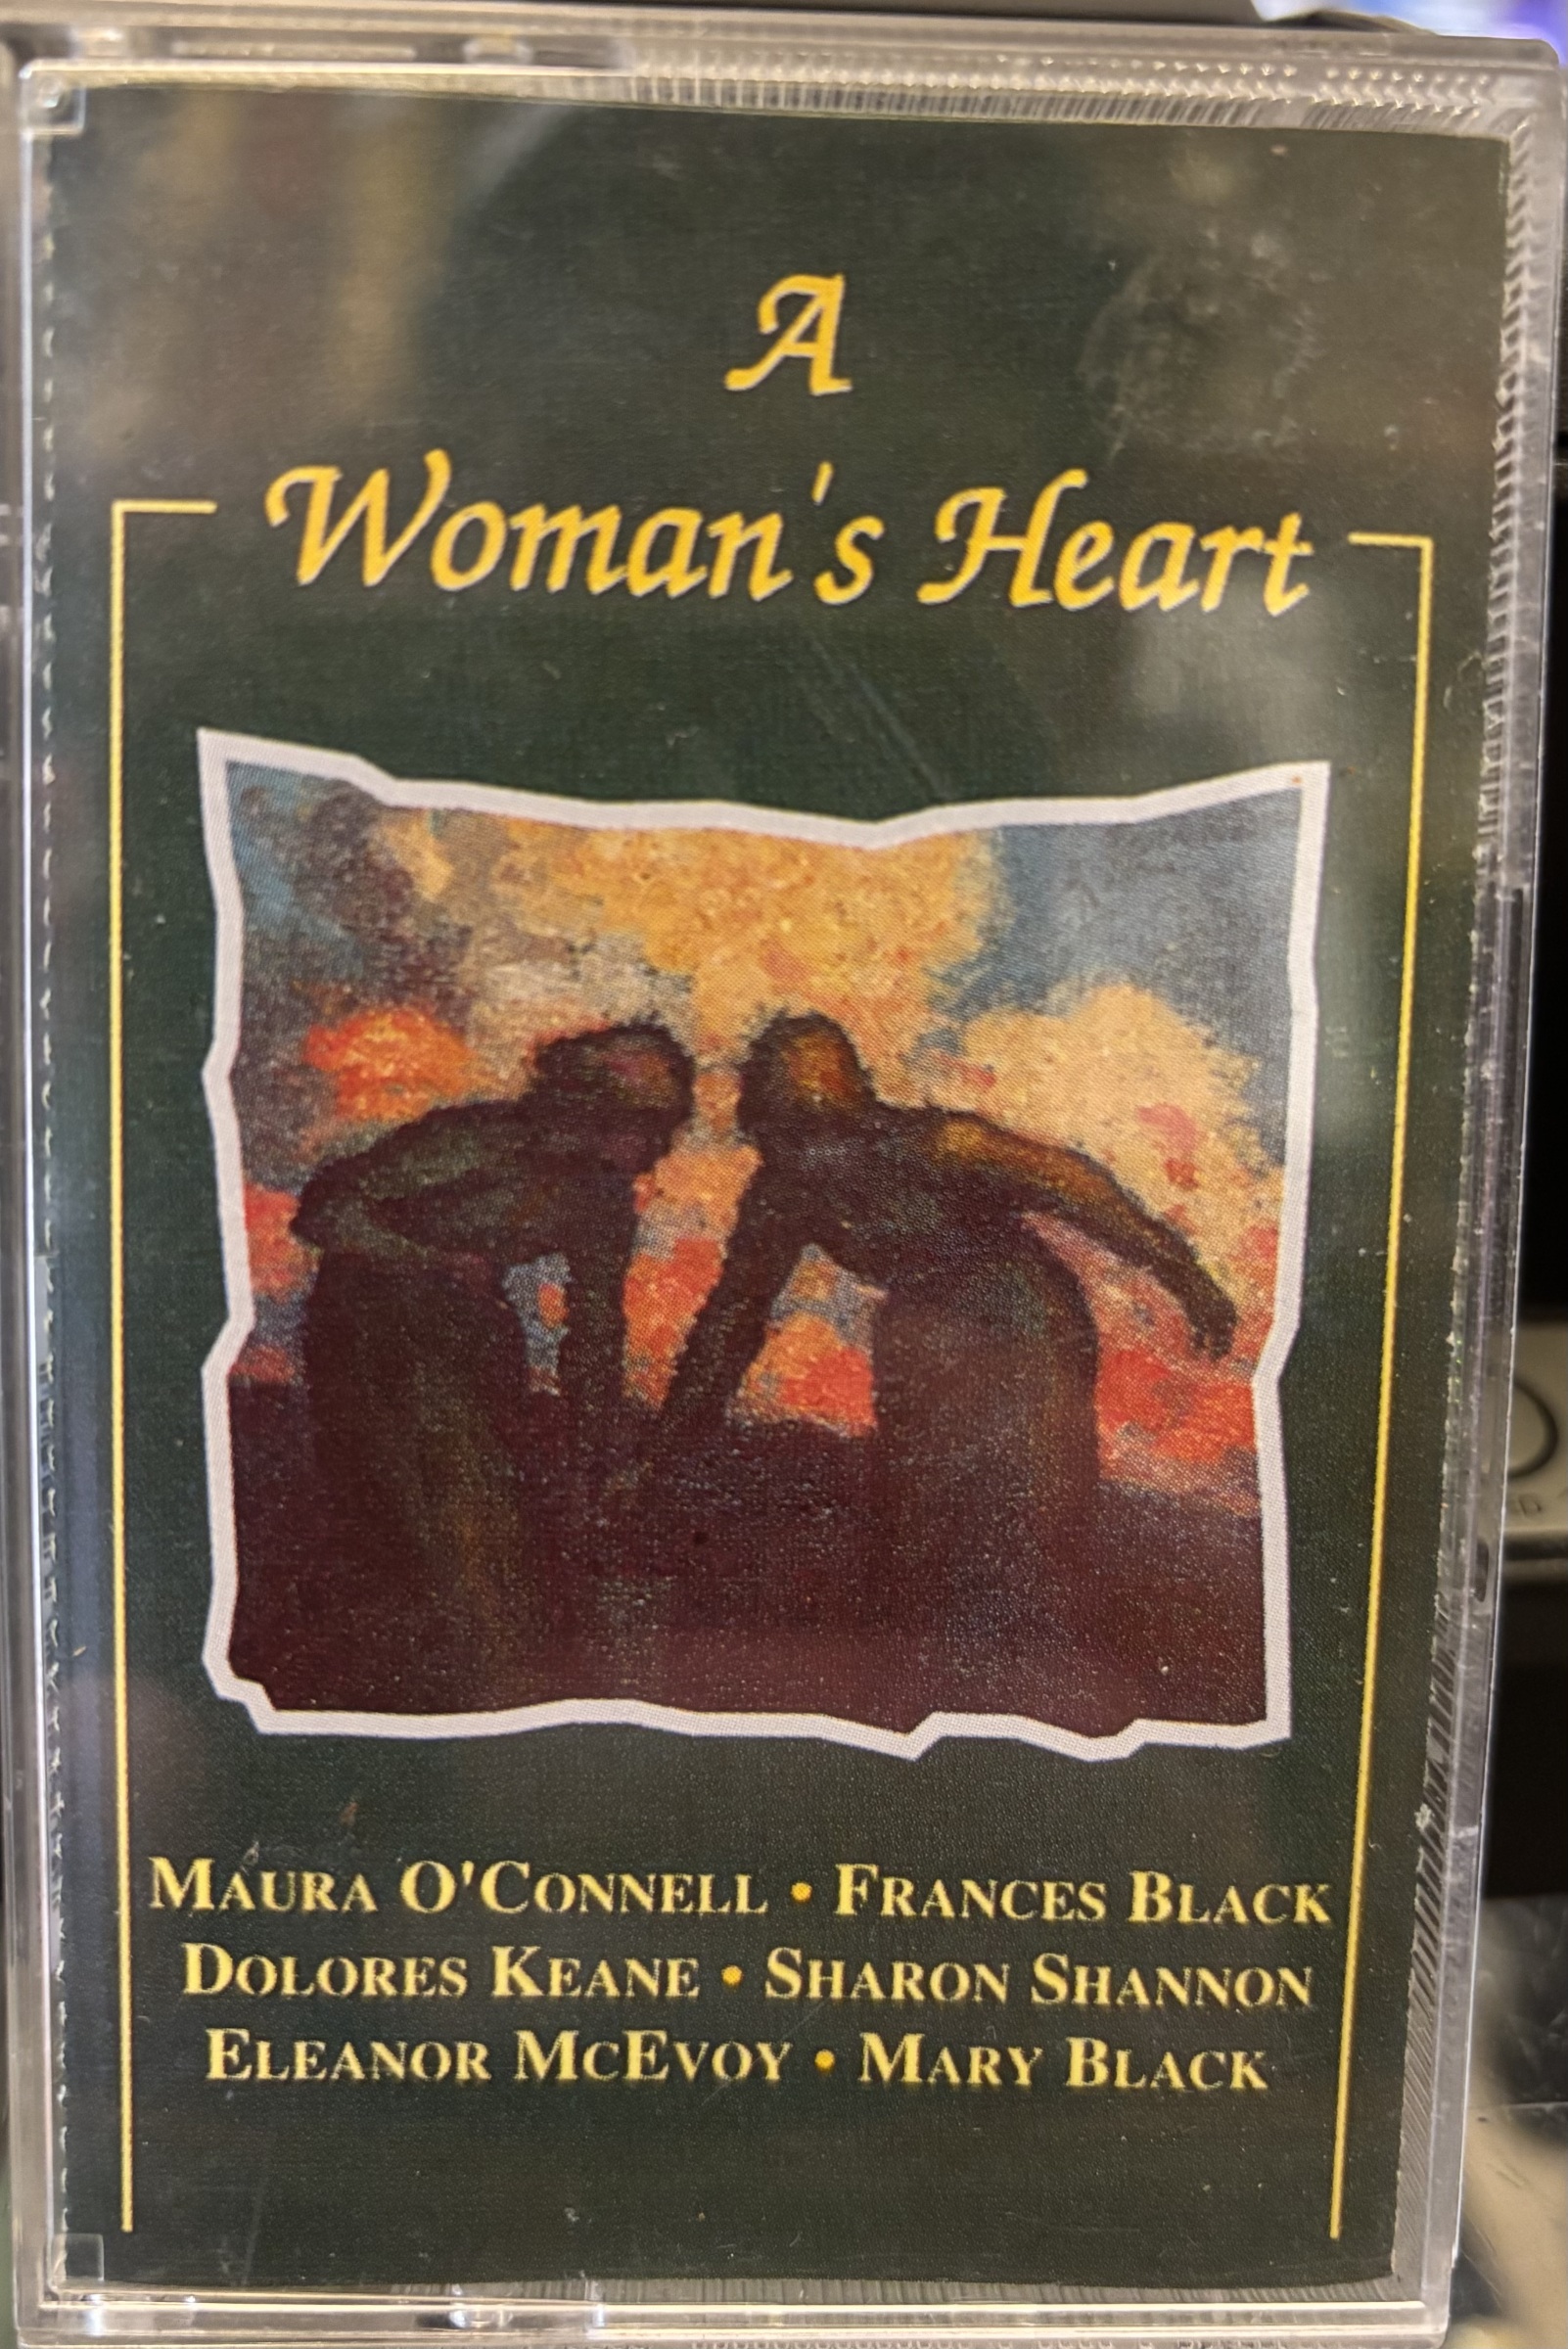 A
Woman's Heart
MAURA O'CONNELL • FRANCES BLACK
DOLORES KEANE • SHARON SHANNON
ELEANOR MCEVOY • MARY BLACK